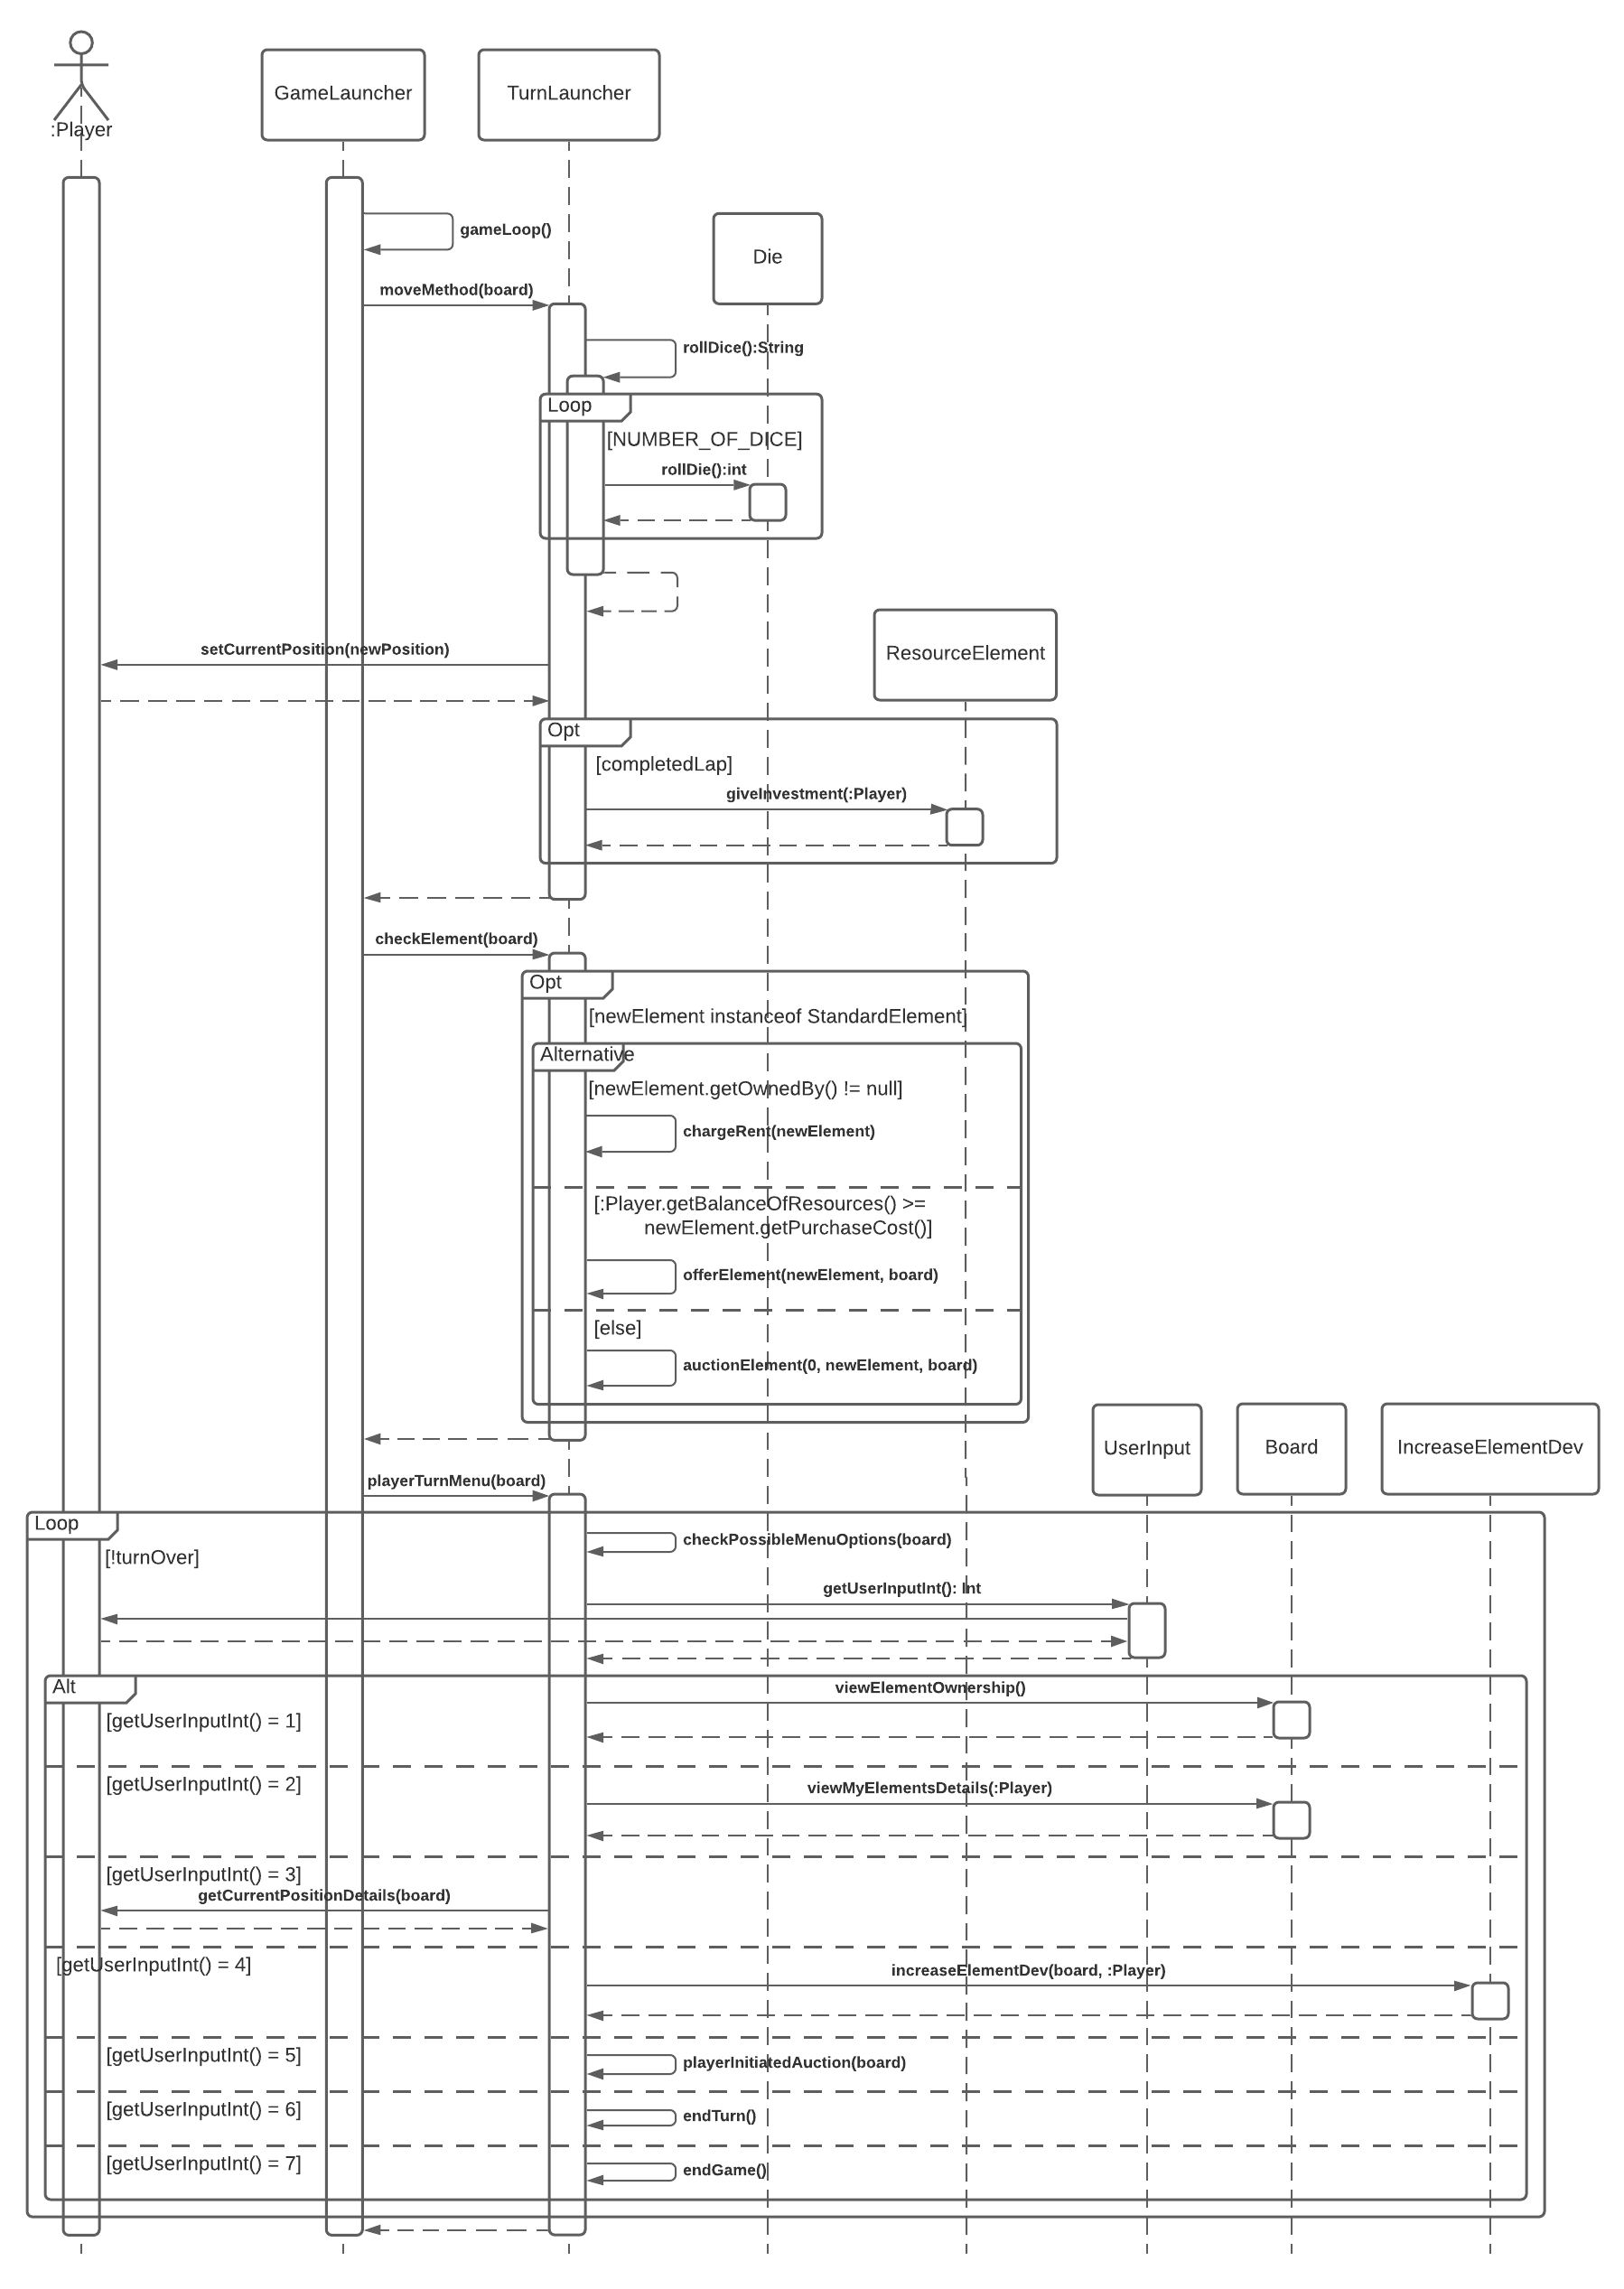 :Player
GameLauncher
TurnLauncher
gameLoop()
Die
moveMethod(board)
rollDice():String
Loop
[NUMBER_OF_DICE]
rollDie():int
setCurrentPosition(newPosition)
ResourceElement
Opt
[completedLap]
giveInvestment(:Player)
checkElement(board)
Opt
[newElement instanceof StandardElement]
Alternative
[newElement.getOwnedBy() != null]
chargeRent(newElement)
[:Player.getBalanceOfResources() >=
newElement.getPurchaseCost()]
offerElement(newElement, board)
[else]
auctionElement(0, newElement, board)
UserInput
Board
IncreaseElementDev
playerTurnMenu(board)
Loop
[!turnOver]
checkPossibleMenuOptions(board)
getUserInputInt(): Int
Alt
viewElementOwnership()
[getUserInputInt() = 1]
[getUserInputInt() = 2]
viewMyElementsDetails(:Player)
[getUserInputInt() = 3]
getCurrentPositionDetails(board)
[getUserInputInt() = 4]
increaseElementDev(board, :Player)
[getUserInputInt() = 5]
playerInitiatedAuction(board)
[getUserInputInt() = 6]
endTurn()
[getUserInputInt() = 7]
endGame()